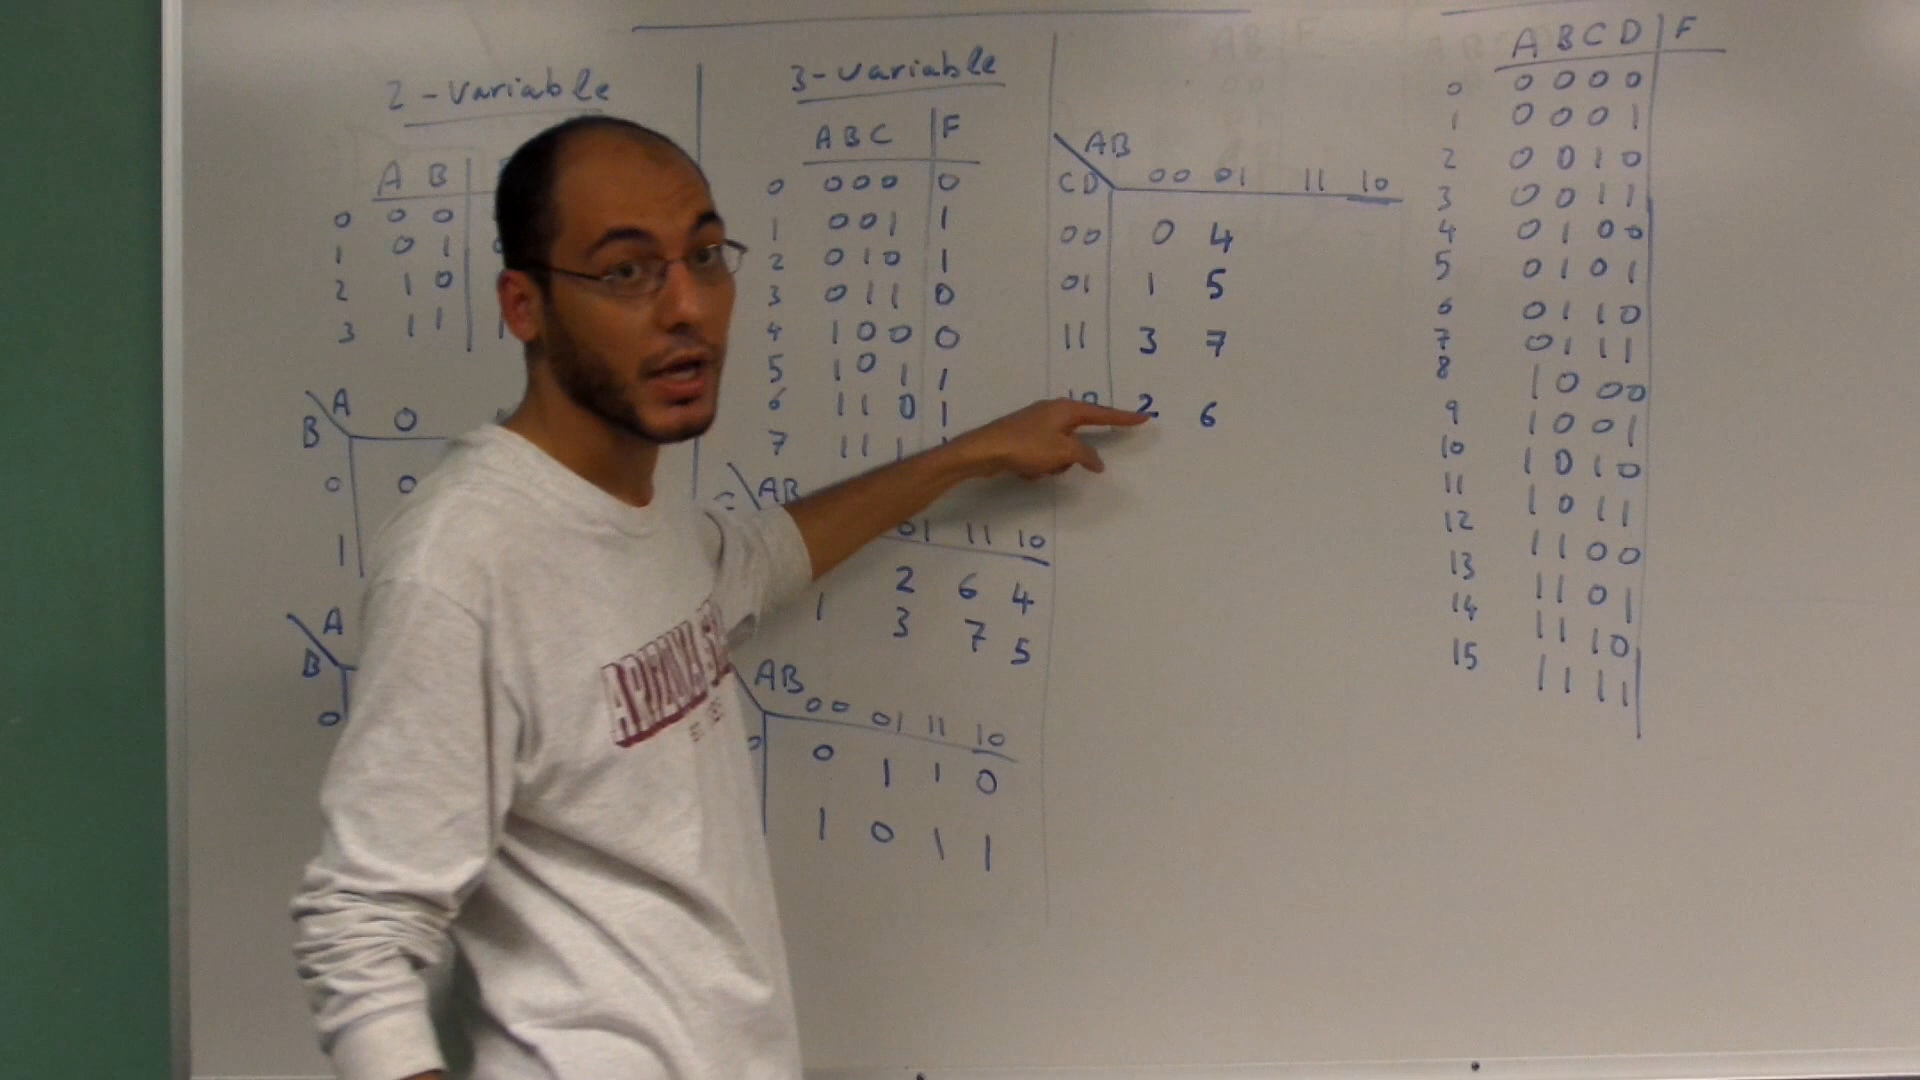 2-Variable
A B
0 0 0
1 0 1
2 1 0
3 1 1
A
B 0
0 0
1
A
B
0
3-variable
A B C F
0 0 0 0 0
1 0 0 1 1
2 0 1 0 1
3 0 1 1 0
4 1 0 0 0
5 1 0 1 1
6 1 1 0 1
7 1 1 1
AB
01 11 10
2 6 4
1 3 7 5
AB
00 01 11 10
0 0 1 1 0
1 0 1 1
AB
CD 00 01 11 10
00 0 4
01 1 5
11 3 7
10 2 6
A B C D F
0 0 0 0 0
1 0 0 0 1
2 0 0 1 0
3 0 0 1 1
4 0 1 0 0
5 0 1 0 1
6 0 1 1 0
7 0 1 1 1
8 1 0 0 0
9 1 0 0 1
10 1 0 1 0
11 1 0 1 1
12 1 1 0 0
13 1 1 0 1
14 1 1 1 0
15 1 1 1 1
ARIZONA